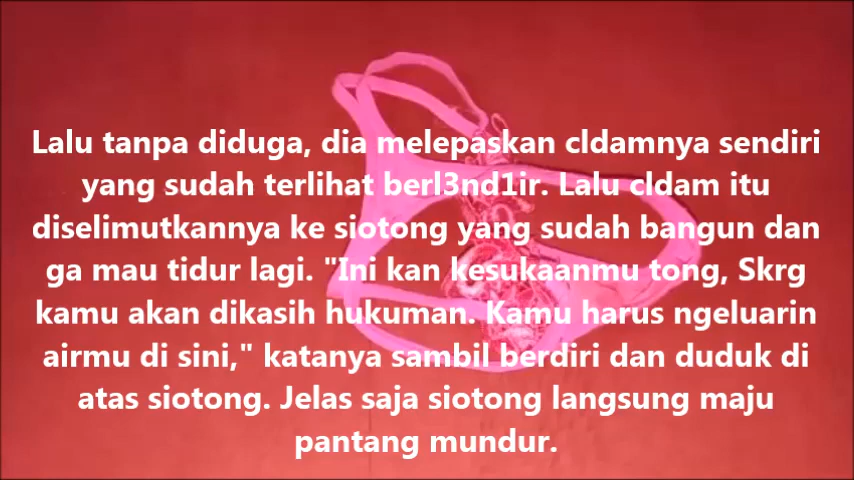 Lalu tanpa diduga, dia melepaskan cldamnya sendiri
yang sudah terlihat berl3nd1ir. Lalu cldam itu
diselimutkannya ke siotong yang sudah bangun dan
ga mau tidur lagi. "Ini kan kesukaanmu tong, Skrg
kamu akan dikasih hukuman. Kamu harus ngeluarin
airmu di sini," katanya sambil berdiri dan duduk di
atas siotong. Jelas saja siotong langsung maju
pantang mundur.